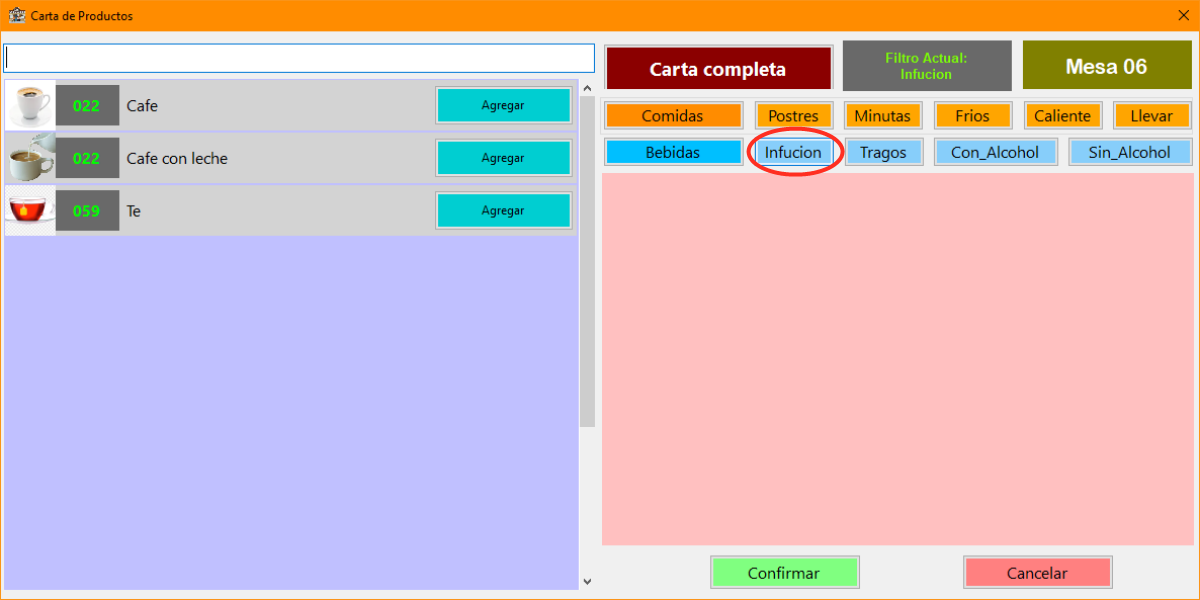 Carta de Productos
Carta completa
Filtro Actual:
Infucion
Mesa 06
Comidas Postres Minutas Frios Caliente Llevar
Bebidas Infucion Tragos Con_Alcohol Sin_Alcohol
022 Cafe Agregar
022 Cafe con leche Agregar
059 Te Agregar
Confirmar Cancelar